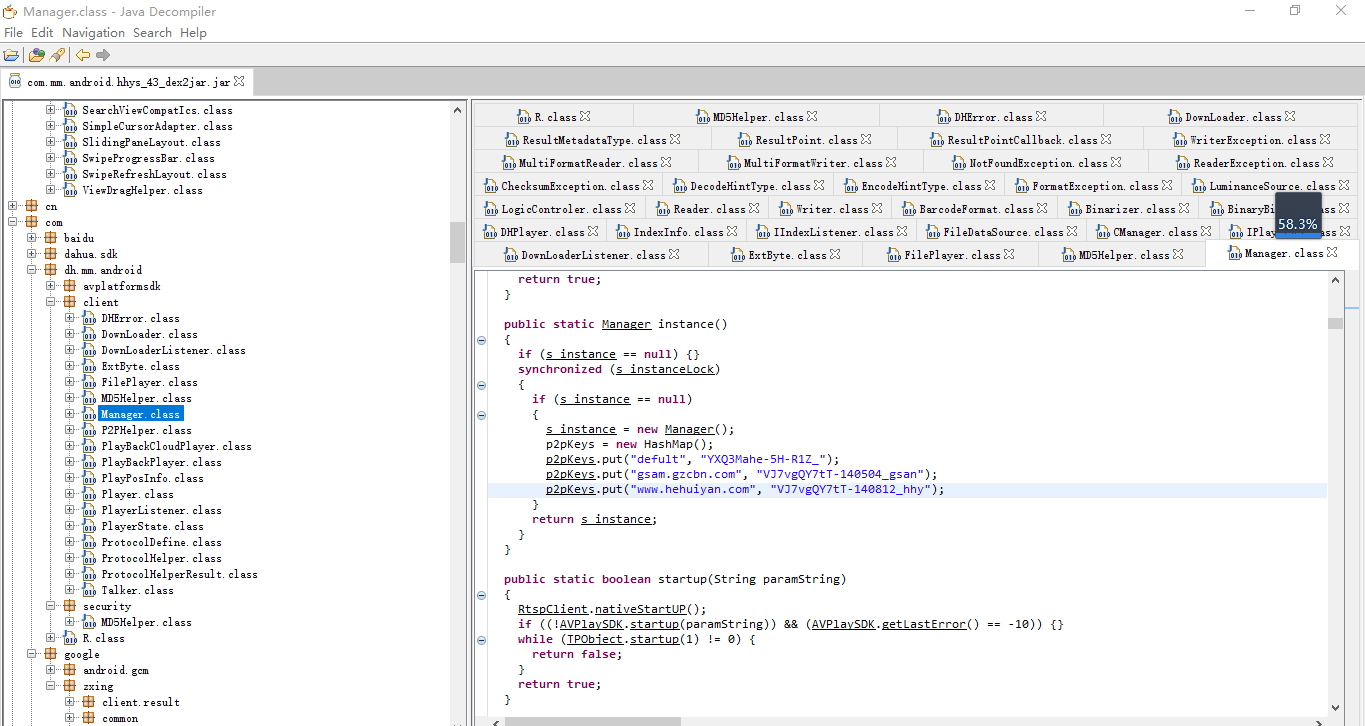 Manager.class - Java Decompiler
File Edit Navigation Search Help
com.mm.android.hhys_43_dex2jar.jar
SearchViewCompatIcs.class
SimpleCursorAdapter.class
SlidingPaneLayout.class
SwipeProgressBar.class
SwipeRefreshLayout.class
ViewDragHelper.class
cn
com
baidu
dahua.sdk
dh.mm.android
avplatformsdk
client
DHError.class
DownLoader.class
DownLoaderListener.class
ExtByte.class
FilePlayer.class
MD5Helper.class
Manager.class
P2PHelper.class
PlayBackCloudPlayer.class
PlayBackPlayer.class
PlayPosInfo.class
Player.class
PlayerListener.class
PlayerState.class
ProtocolDefine.class
ProtocolHelper.class
ProtocolHelperResult.class
Talker.class
security
MD5Helper.class
R.class
google
android.gcm
zxing
client.result
common
R.class MD5Helper.class DHError.class DownLoader.class
ResultMetadataType.class ResultPoint.class ResultPointCallback.class WriterException.class
MultiFormatReader.class MultiFormatWriter.class NotFoundException.class ReaderException.class
ChecksumException.class DecodeHintType.class EncodeHintType.class FormatException.class LuminanceSource.class
LogicControler.class Reader.class Writer.class BarcodeFormat.class Binarizer.class
DHPlayer.class IndexInfo.class IIndexListener.class FileDataSource.class CManager.class
58.3%
DownLoaderListener.class ExtByte.class FilePlayer.class MD5Helper.class Manager.class
return true;
}
public static Manager instance()
{
if (s_instance == null) {}
synchronized (s_instanceLock)
{
if (s_instance == null)
{
s_instance = new Manager();
p2pKeys = new HashMap();
p2pKeys.put("defult", "YXQ3Mahe-5H-R1Z_");
p2pKeys.put("gsam.gzcbn.com", "VJ7vgQY7tT-140504_gsan");
p2pKeys.put("www.hehuiyan.com", "VJ7vgQY7tT-140812_hhy");
}
return s_instance;
}
}
public static boolean startup(String paramString)
{
RtspClient.nativeStartUP();
if ((!AVPlaySDK.startup(paramString)) && (AVPlaySDK.getLastError() == -10)) {}
while (TPObject.startup(1) != 0) {
return false;
}
return true;
}